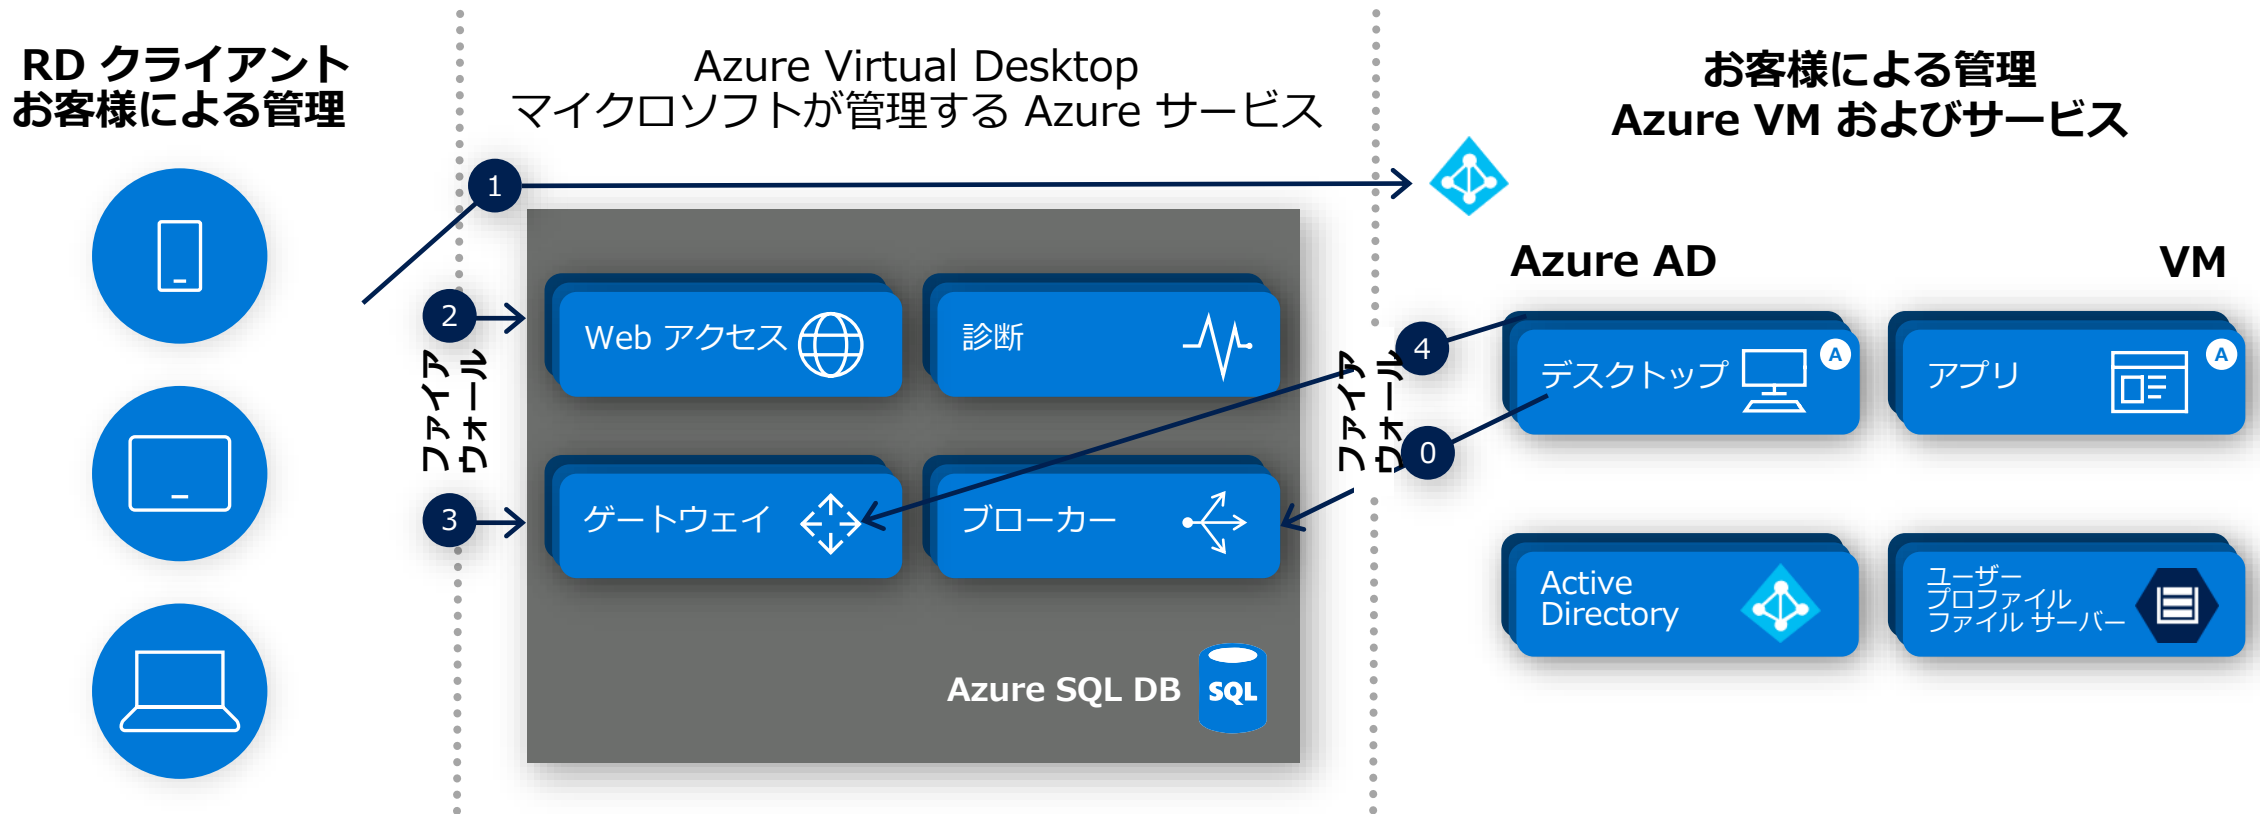 RD クライアント
お客様による管理
Azure Virtual Desktop
マイクロソフトが管理する Azure サービス
お客様による管理
Azure VM およびサービス
1
Azure AD
VM
2
Web アクセス
診断
4
デスクトップ
A
アプリ
A
ファイア
ウォール
ファイア
ウォール
0
3
ゲートウェイ
ブローカー
Active
Directory
ユーザー
プロファイル
ファイル サーバー
Azure SQL DB
SQL